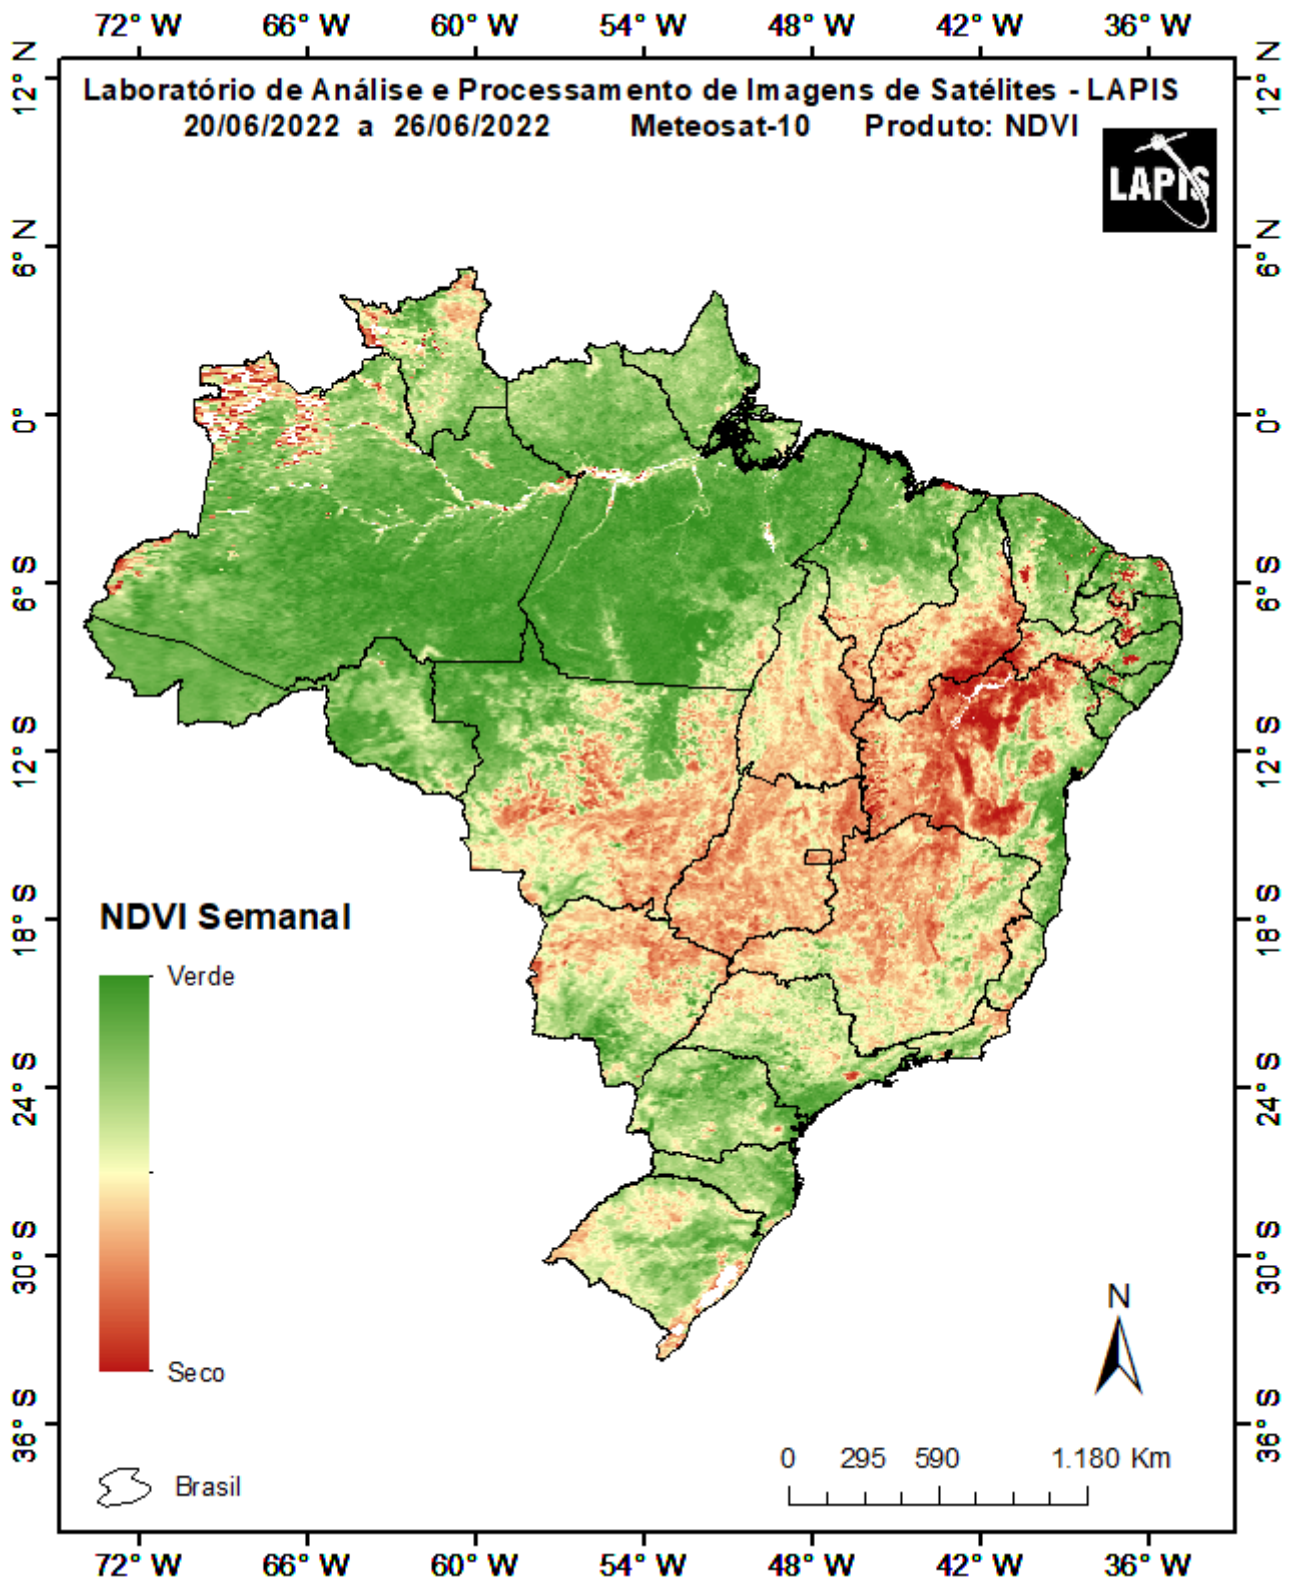 72° W 66° W 60° W 54° W 48° W 42° W 36° W
Laboratório de Análise e Processamento de Imagens de Satélites - LAPIS
20/06/2022 a 26/06/2022 Meteosat-10 Produto: NDVI
LAPIS
12° N 12° N
6° N 6° N
0° 0°
6° S 6° S
12° S 12° S
18° S 18° S
NDVI Semanal
Verde
24° S 24° S
30° S 30° S
Seco
N
36° S 36° S
0 295 590 1.180 Km
Brasil
72° W 66° W 60° W 54° W 48° W 42° W 36° W